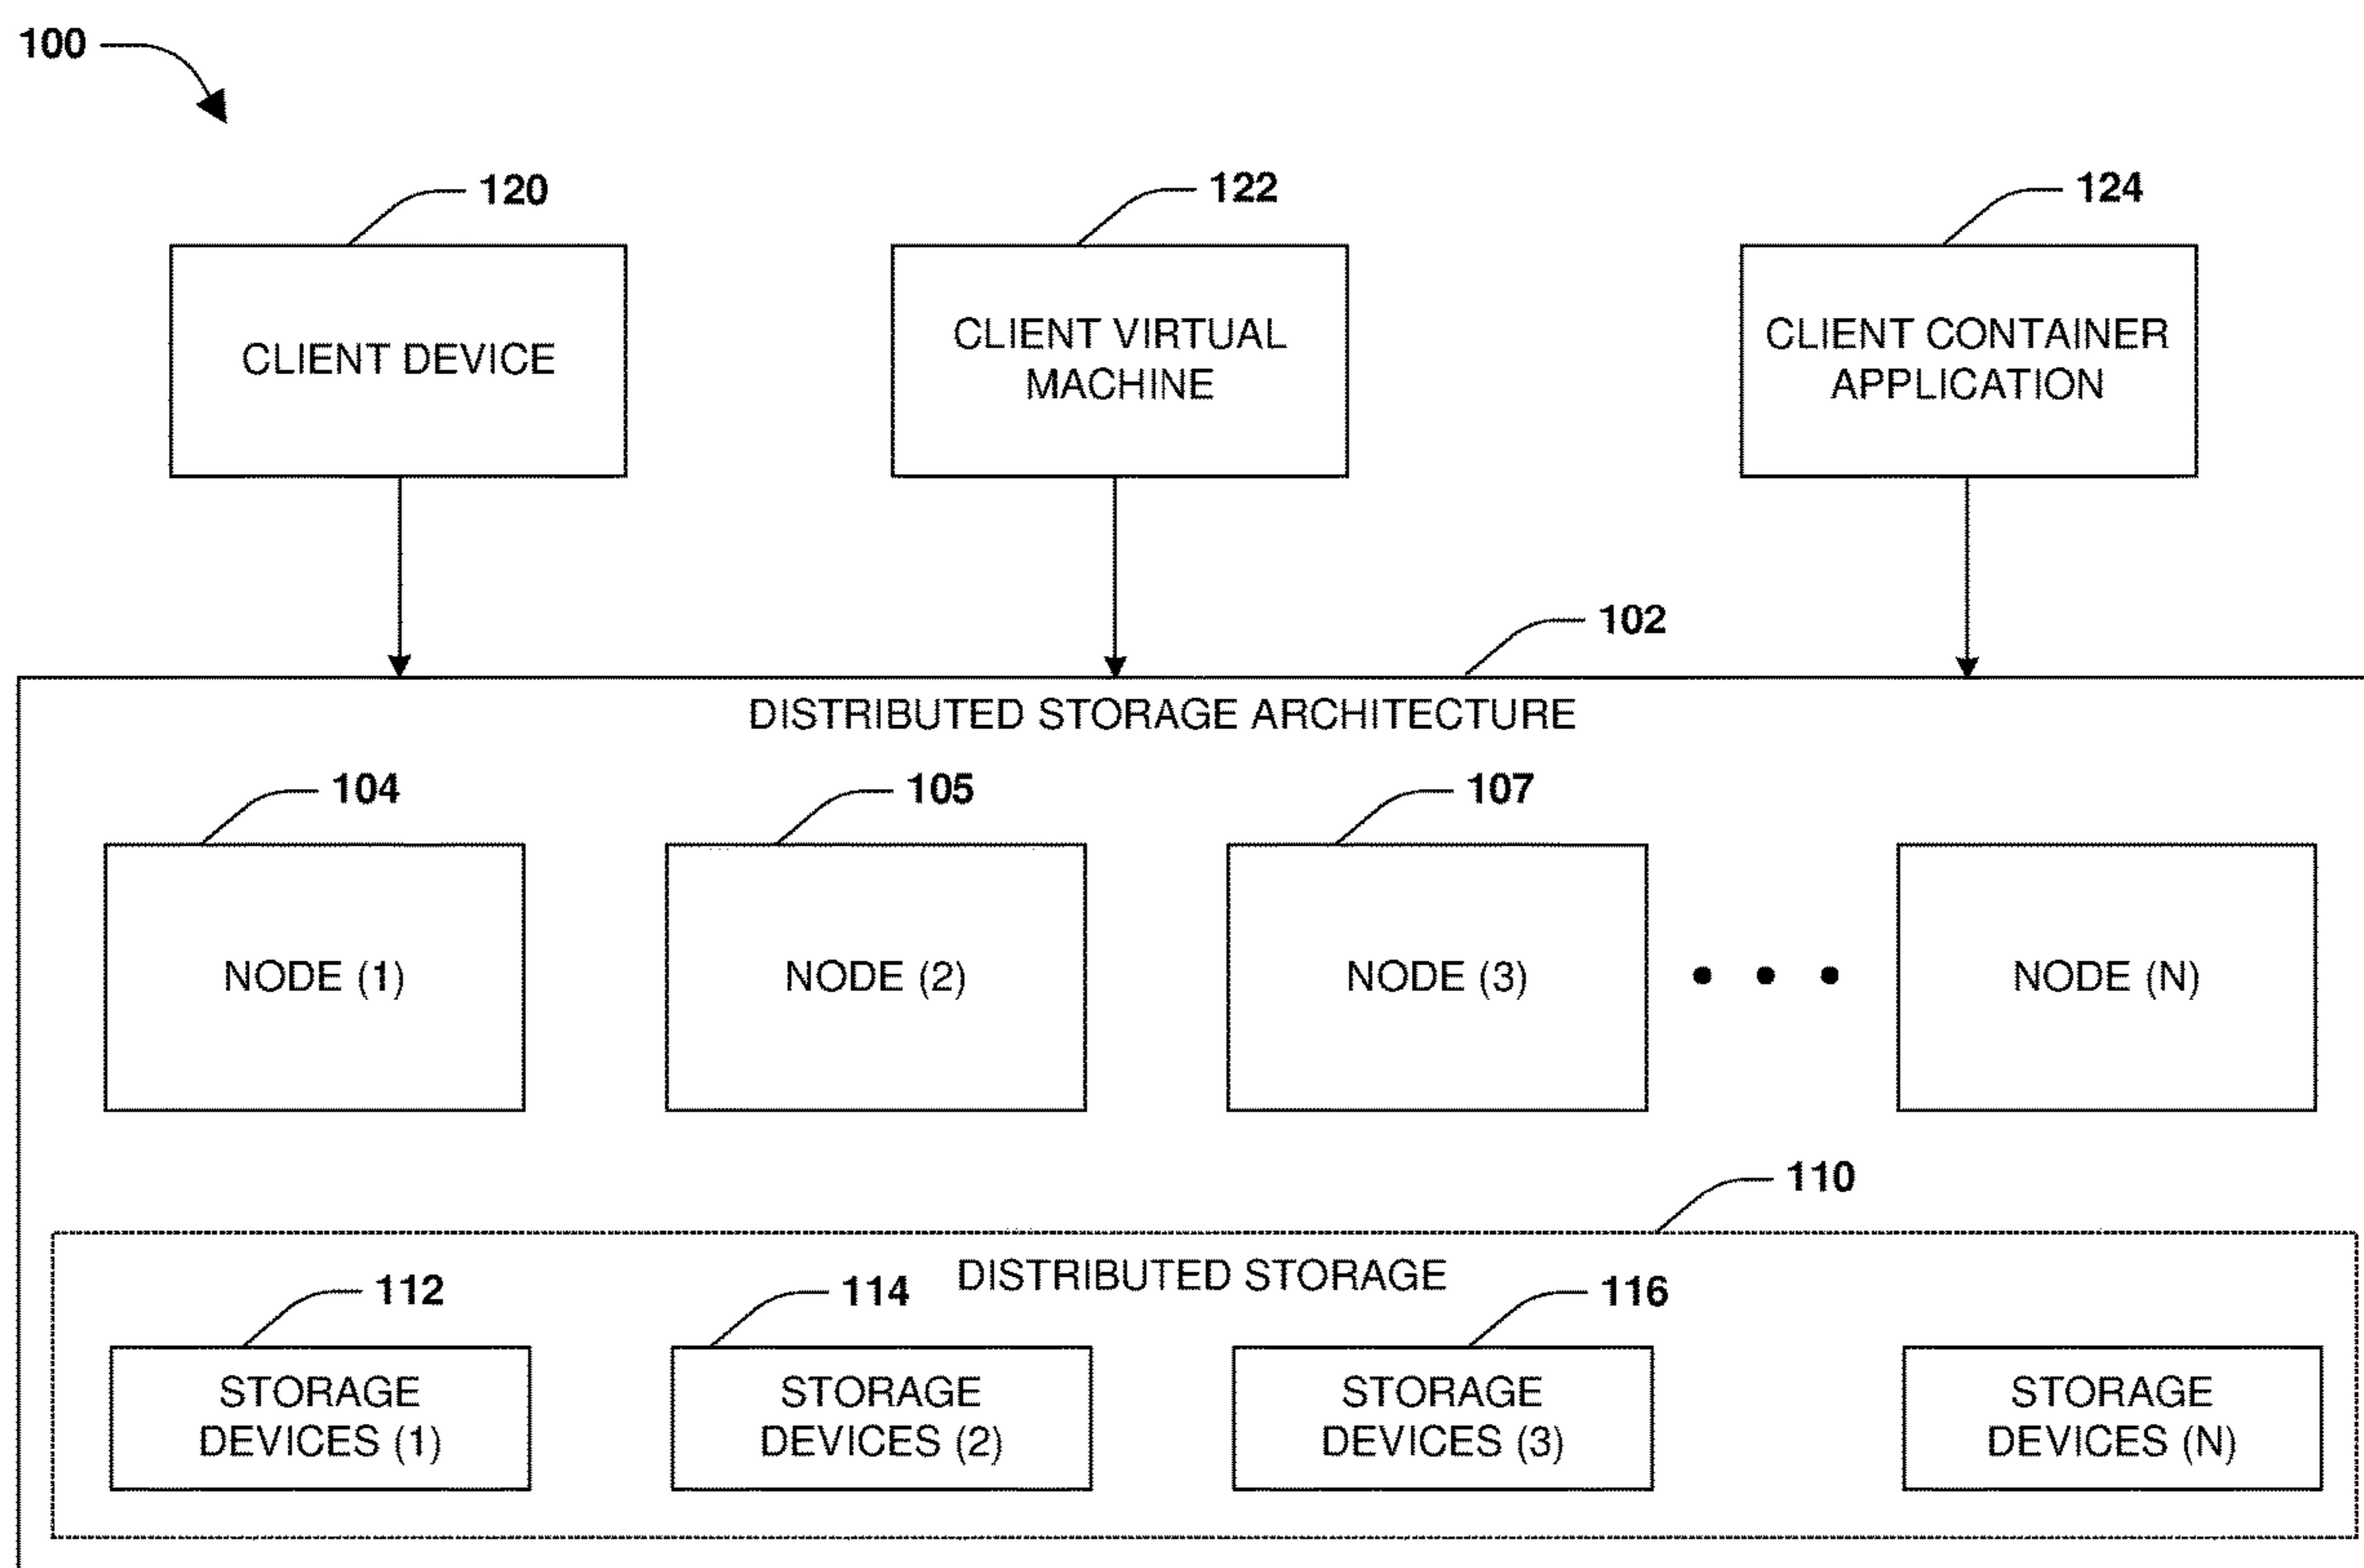 100
120
122
124
CLIENT DEVICE
CLIENT VIRTUAL
MACHINE
CLIENT CONTAINER
APPLICATION
102
DISTRIBUTED STORAGE ARCHITECTURE
104
105
107
NODE (1)
NODE (2)
NODE (3)
NODE (N)
110
DISTRIBUTED STORAGE
112
114
116
STORAGE
DEVICES (1)
STORAGE
DEVICES (2)
STORAGE
DEVICES (3)
STORAGE
DEVICES (N)